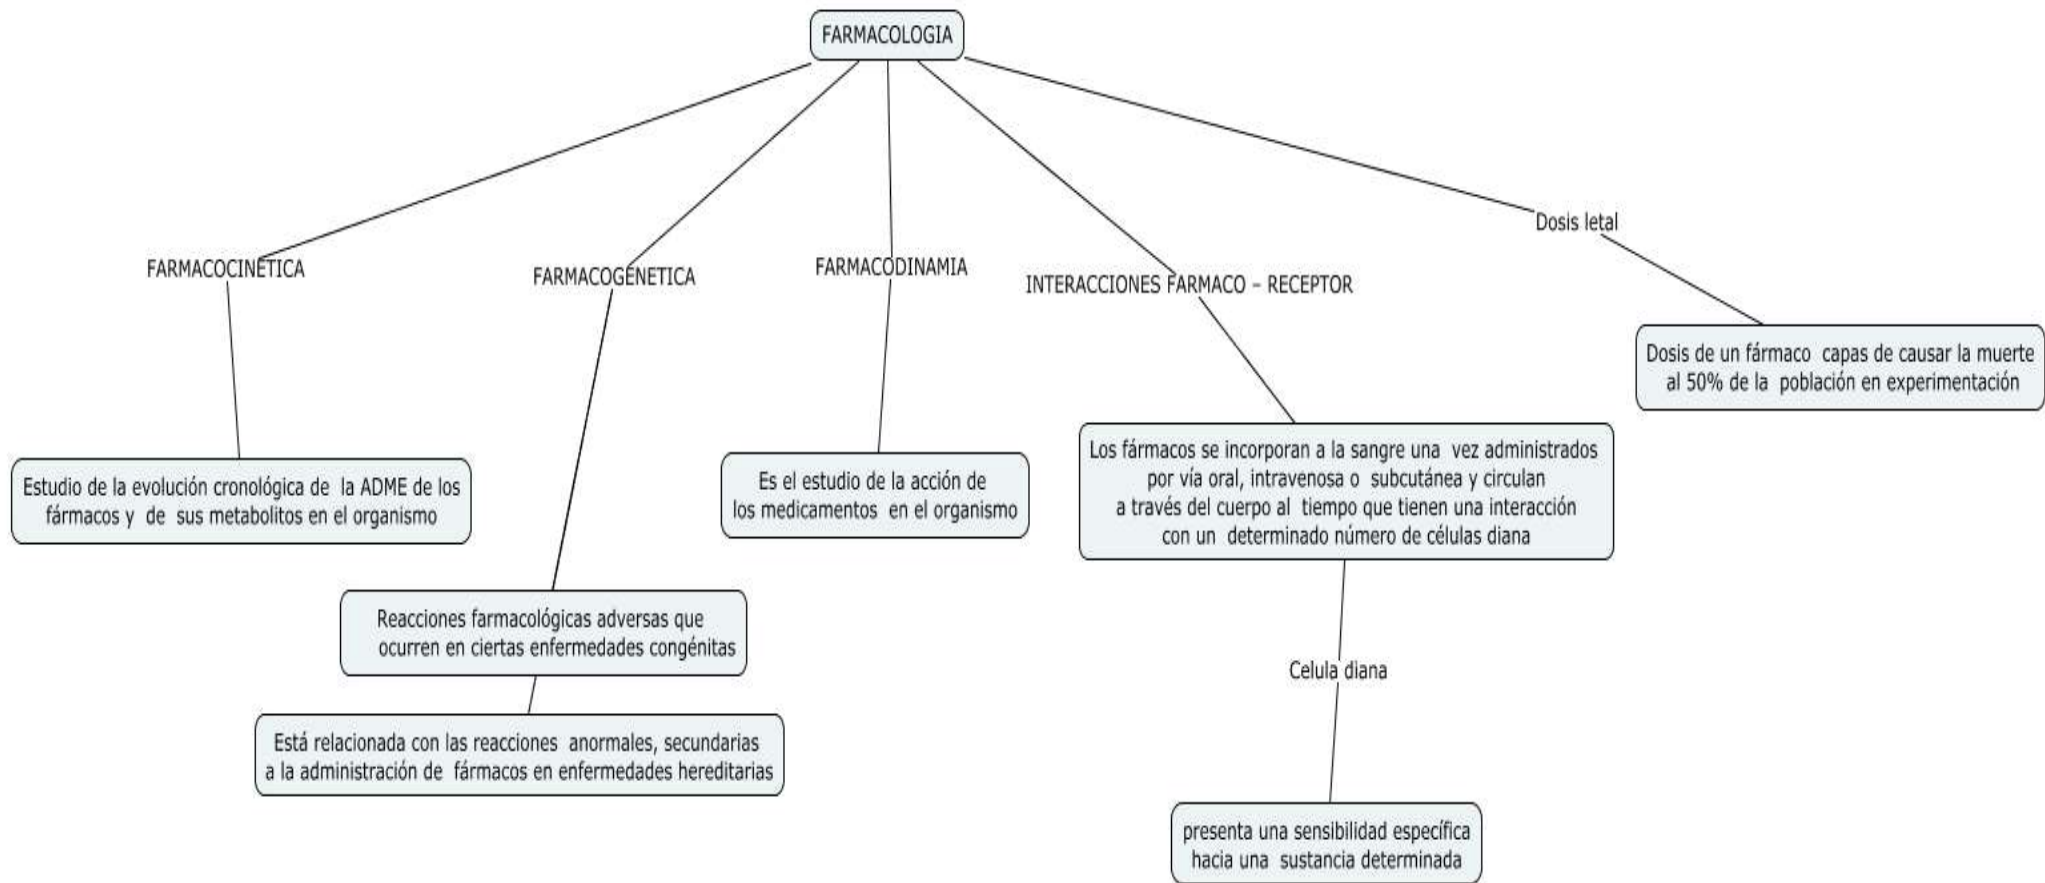 FARMACOLOGIA
Dosis letal
FARMACOCINÉTICA
FARMACOGENETICA
FARMACODINAMIA
INTERACCIONES FARMACO – RECEPTOR
Dosis de un fármaco capas de causar la muerte
al 50% de la población en experimentación
Estudio de la evolución cronológica de la ADME de los
fármacos y de sus metabolitos en el organismo
Es el estudio de la acción de
los medicamentos en el organismo
Los fármacos se incorporan a la sangre una vez administrados
por vía oral, intravenosa o subcutánea y circulan
a través del cuerpo al tiempo que tienen una interacción
con un determinado número de células diana
Reacciones farmacológicas adversas que
ocurren en ciertas enfermedades congénitas
Celula diana
Está relacionada con las reacciones anormales, secundarias
a la administración de fármacos en enfermedades hereditarias
presenta una sensibilidad específica
hacia una sustancia determinada